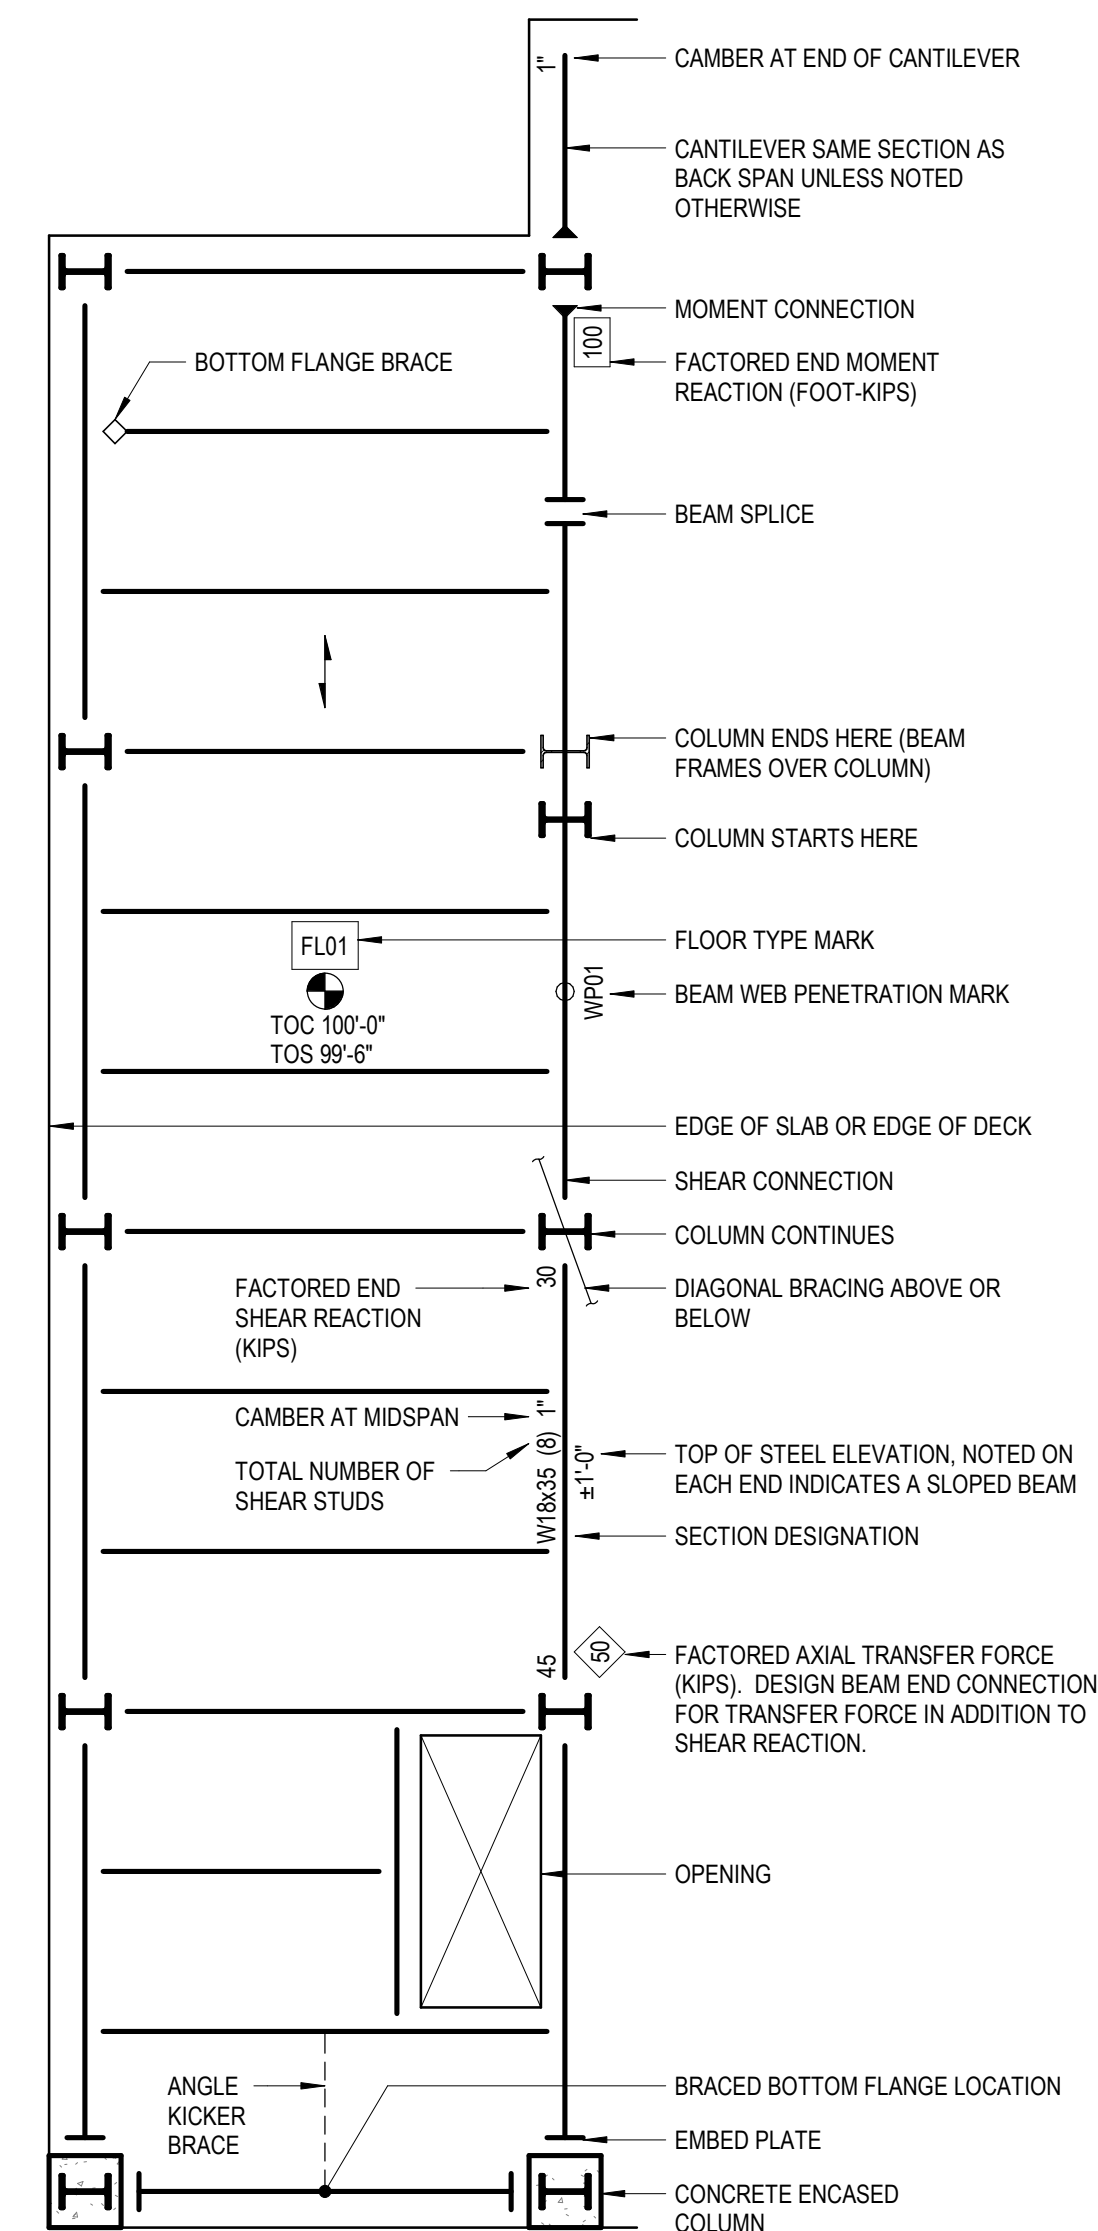 1"
CAMBER AT END OF CANTILEVER
CANTILEVER SAME SECTION AS
BACK SPAN UNLESS NOTED
OTHERWISE
MOMENT CONNECTION
100
FACTORED END MOMENT
REACTION (FOOT-KIPS)
BOTTOM FLANGE BRACE
BEAM SPLICE
COLUMN ENDS HERE (BEAM
FRAMES OVER COLUMN)
COLUMN STARTS HERE
FL01
FLOOR TYPE MARK
TOC 100'-0"
TOS 99'-6"
WP01
BEAM WEB PENETRATION MARK
EDGE OF SLAB OR EDGE OF DECK
SHEAR CONNECTION
COLUMN CONTINUES
FACTORED END
SHEAR REACTION
(KIPS)
30
DIAGONAL BRACING ABOVE OR
BELOW
CAMBER AT MIDSPAN
TOTAL NUMBER OF
SHEAR STUDS
W18x35 (8) 1"
±1'-0"
TOP OF STEEL ELEVATION, NOTED ON
EACH END INDICATES A SLOPED BEAM
SECTION DESIGNATION
45
50
FACTORED AXIAL TRANSFER FORCE
(KIPS). DESIGN BEAM END CONNECTION
FOR TRANSFER FORCE IN ADDITION TO
SHEAR REACTION.
OPENING
ANGLE
KICKER
BRACE
BRACED BOTTOM FLANGE LOCATION
EMBED PLATE
CONCRETE ENCASED
COLUMN